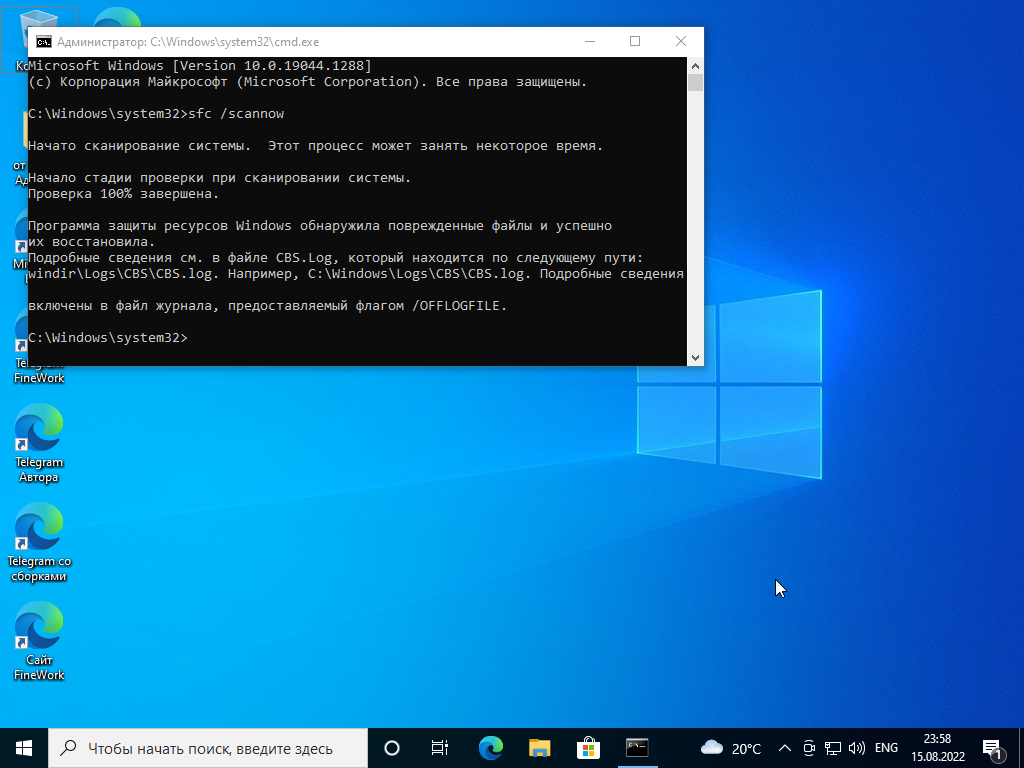 Администратор: C:\Windows\system32\cmd.exe
Microsoft Windows [Version 10.0.19044.1288]
(c) Корпорация Майкрософт (Microsoft Corporation). Все права защищены.
C:\Windows\system32>sfc /scannow
Начато сканирование системы.  Этот процесс может занять некоторое время.
Начало стадии проверки при сканировании системы.
Проверка 100% завершена.
Программа защиты ресурсов Windows обнаружила поврежденные файлы и успешно
их восстановила.
Подробные сведения см. в файле CBS.Log, который находится по следующему пути:
windir\Logs\CBS\CBS.log. Например, C:\Windows\Logs\CBS\CBS.log. Подробные сведения
включены в файл журнала, предоставляемый флагом /OFFLOGFILE.
C:\Windows\system32>
FineWork
Telegram
Автора
Telegram со
сборками
Сайт
FineWork
Чтобы начать поиск, введите здесь
20°C
ENG
23:58
15.08.2022
1